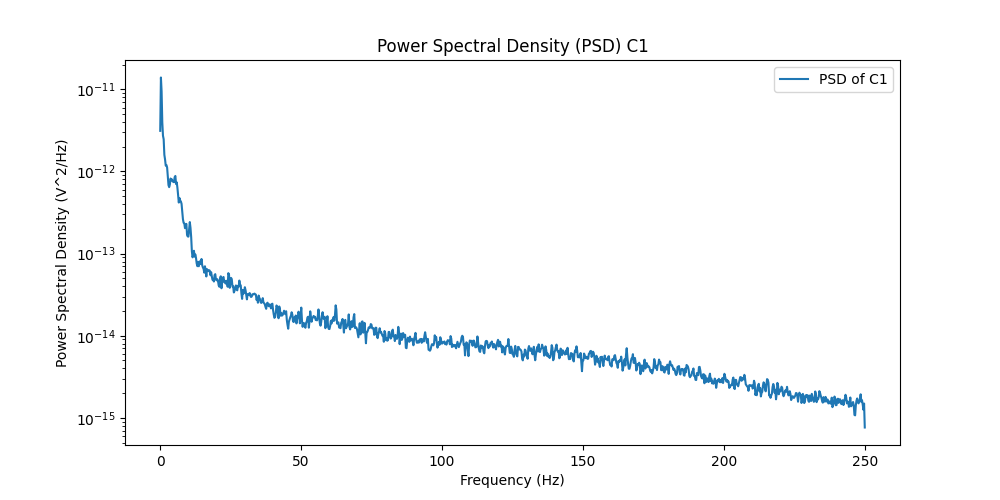 Power Spectral Density (PSD) C1
PSD of C1
Power Spectral Density (V^2/Hz)
10⁻¹¹
10⁻¹²
10⁻¹³
10⁻¹⁴
10⁻¹⁵
0 50 100 150 200 250
Frequency (Hz)